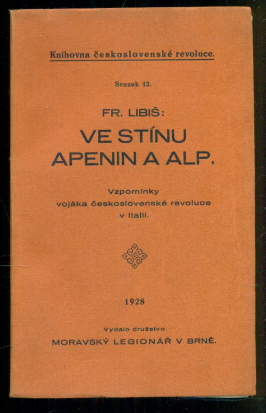 Knihovna československé revoluce.
Svazek 12.
FR. LIBIŠ:
VE STÍNU
APENIN A ALP.
Vzpomínky
vojáka československé revoluce
v Italii.
1928
Vydalo družstvo
MORAVSKÝ LEGIONÁŘ V BRNĚ.